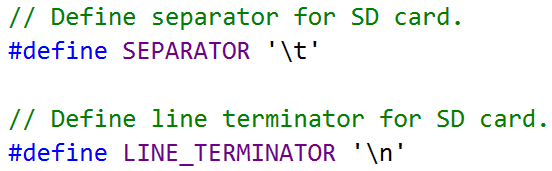 // Define separator for SD card.
#define SEPARATOR '\t'
// Define line terminator for SD card.
#define LINE_TERMINATOR '\n'